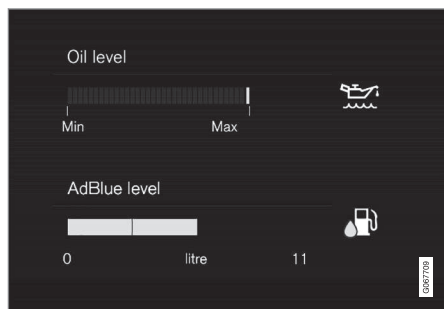 Oil level
Min Max
AdBlue level
0 litre 11
G067709